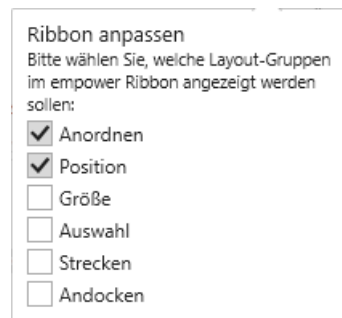 Ribbon anpassen
Bitte wählen Sie, welche Layout-Gruppen
im empower Ribbon angezeigt werden
sollen:
Anordnen
Position
Größe
Auswahl
Strecken
Andocken